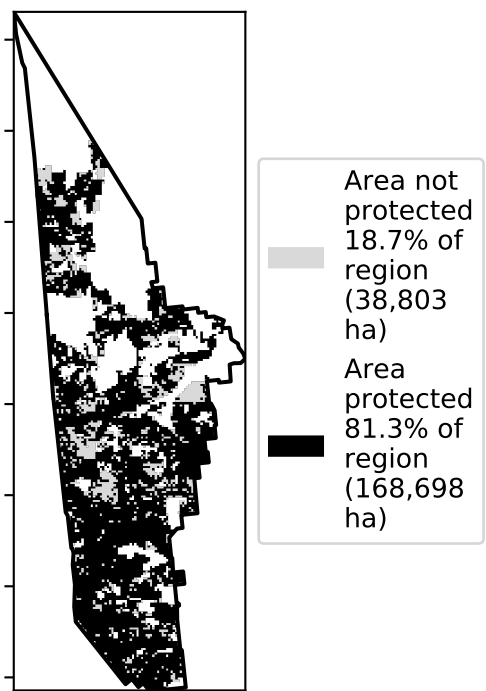 Area not
protected
18.7% of
region
(38,803
ha)
Area
protected
81.3% of
region
(168,698
ha)